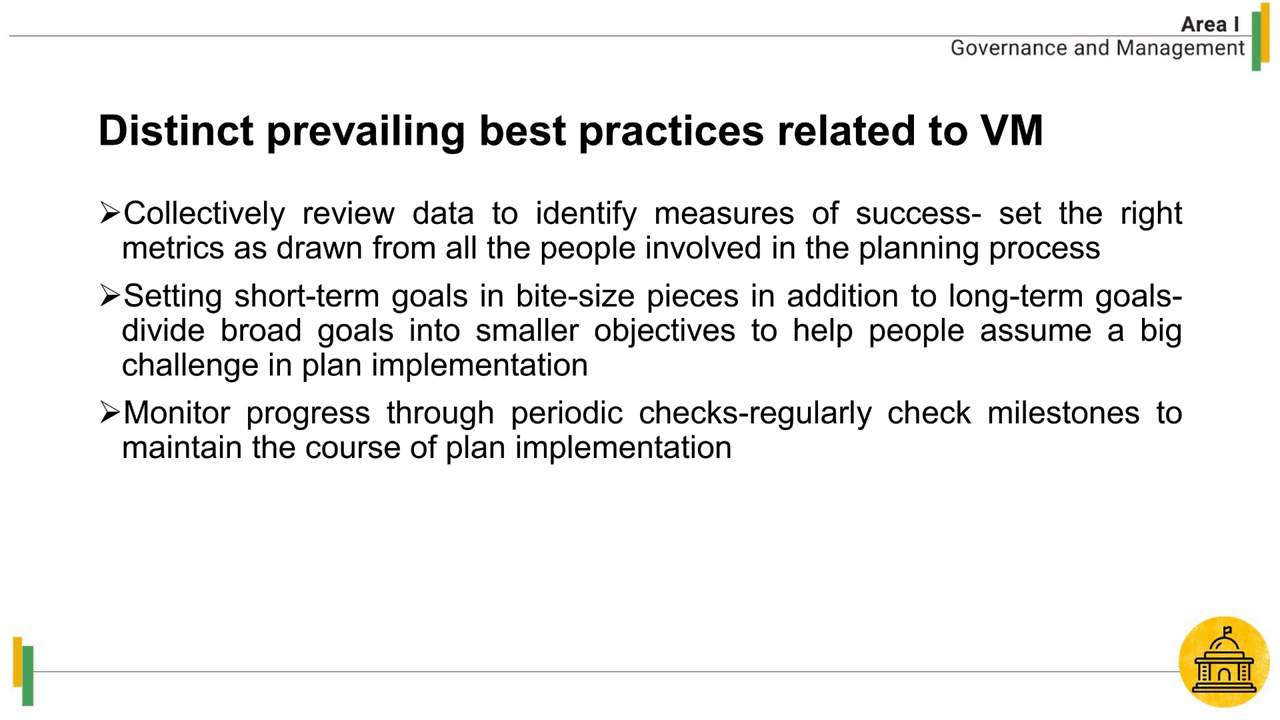 Area I
Governance and Management
Distinct prevailing best practices related to VM
➢Collectively review data to identify measures of success- set the right
metrics as drawn from all the people involved in the planning process
➢Setting short-term goals in bite-size pieces in addition to long-term goals-
divide broad goals into smaller objectives to help people assume a big
challenge in plan implementation
➢Monitor progress through periodic checks-regularly check milestones to
maintain the course of plan implementation